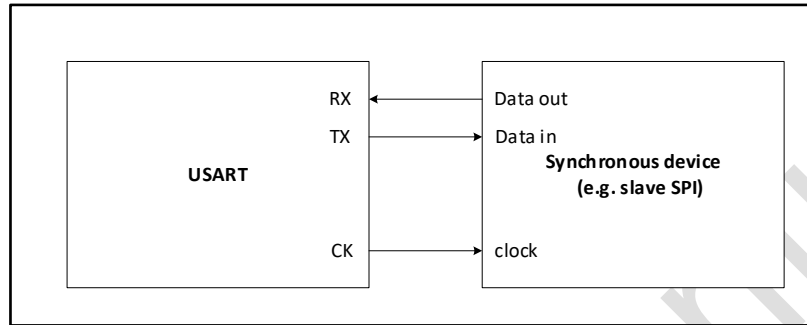 RX
Data out
TX
Data in
USART
Synchronous device
(e.g. slave SPI)
CK
clock